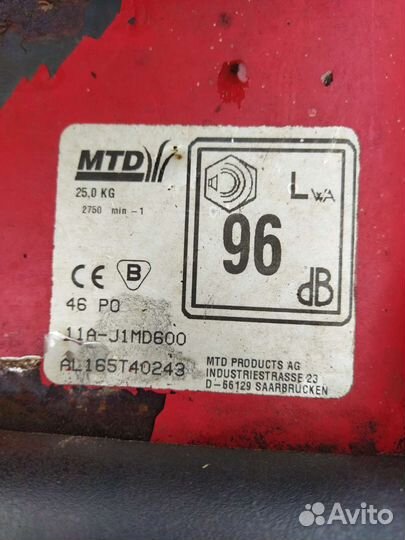 MTD
25,0 KG
2750 min -1
LWA
96
dB
CE B
46 PO
11A-J1MD600
AL165T40243
MTD PRODUCTS AG
INDUSTRIESTRASSE 23
D-66129 SAARBRÜCKEN
Avito